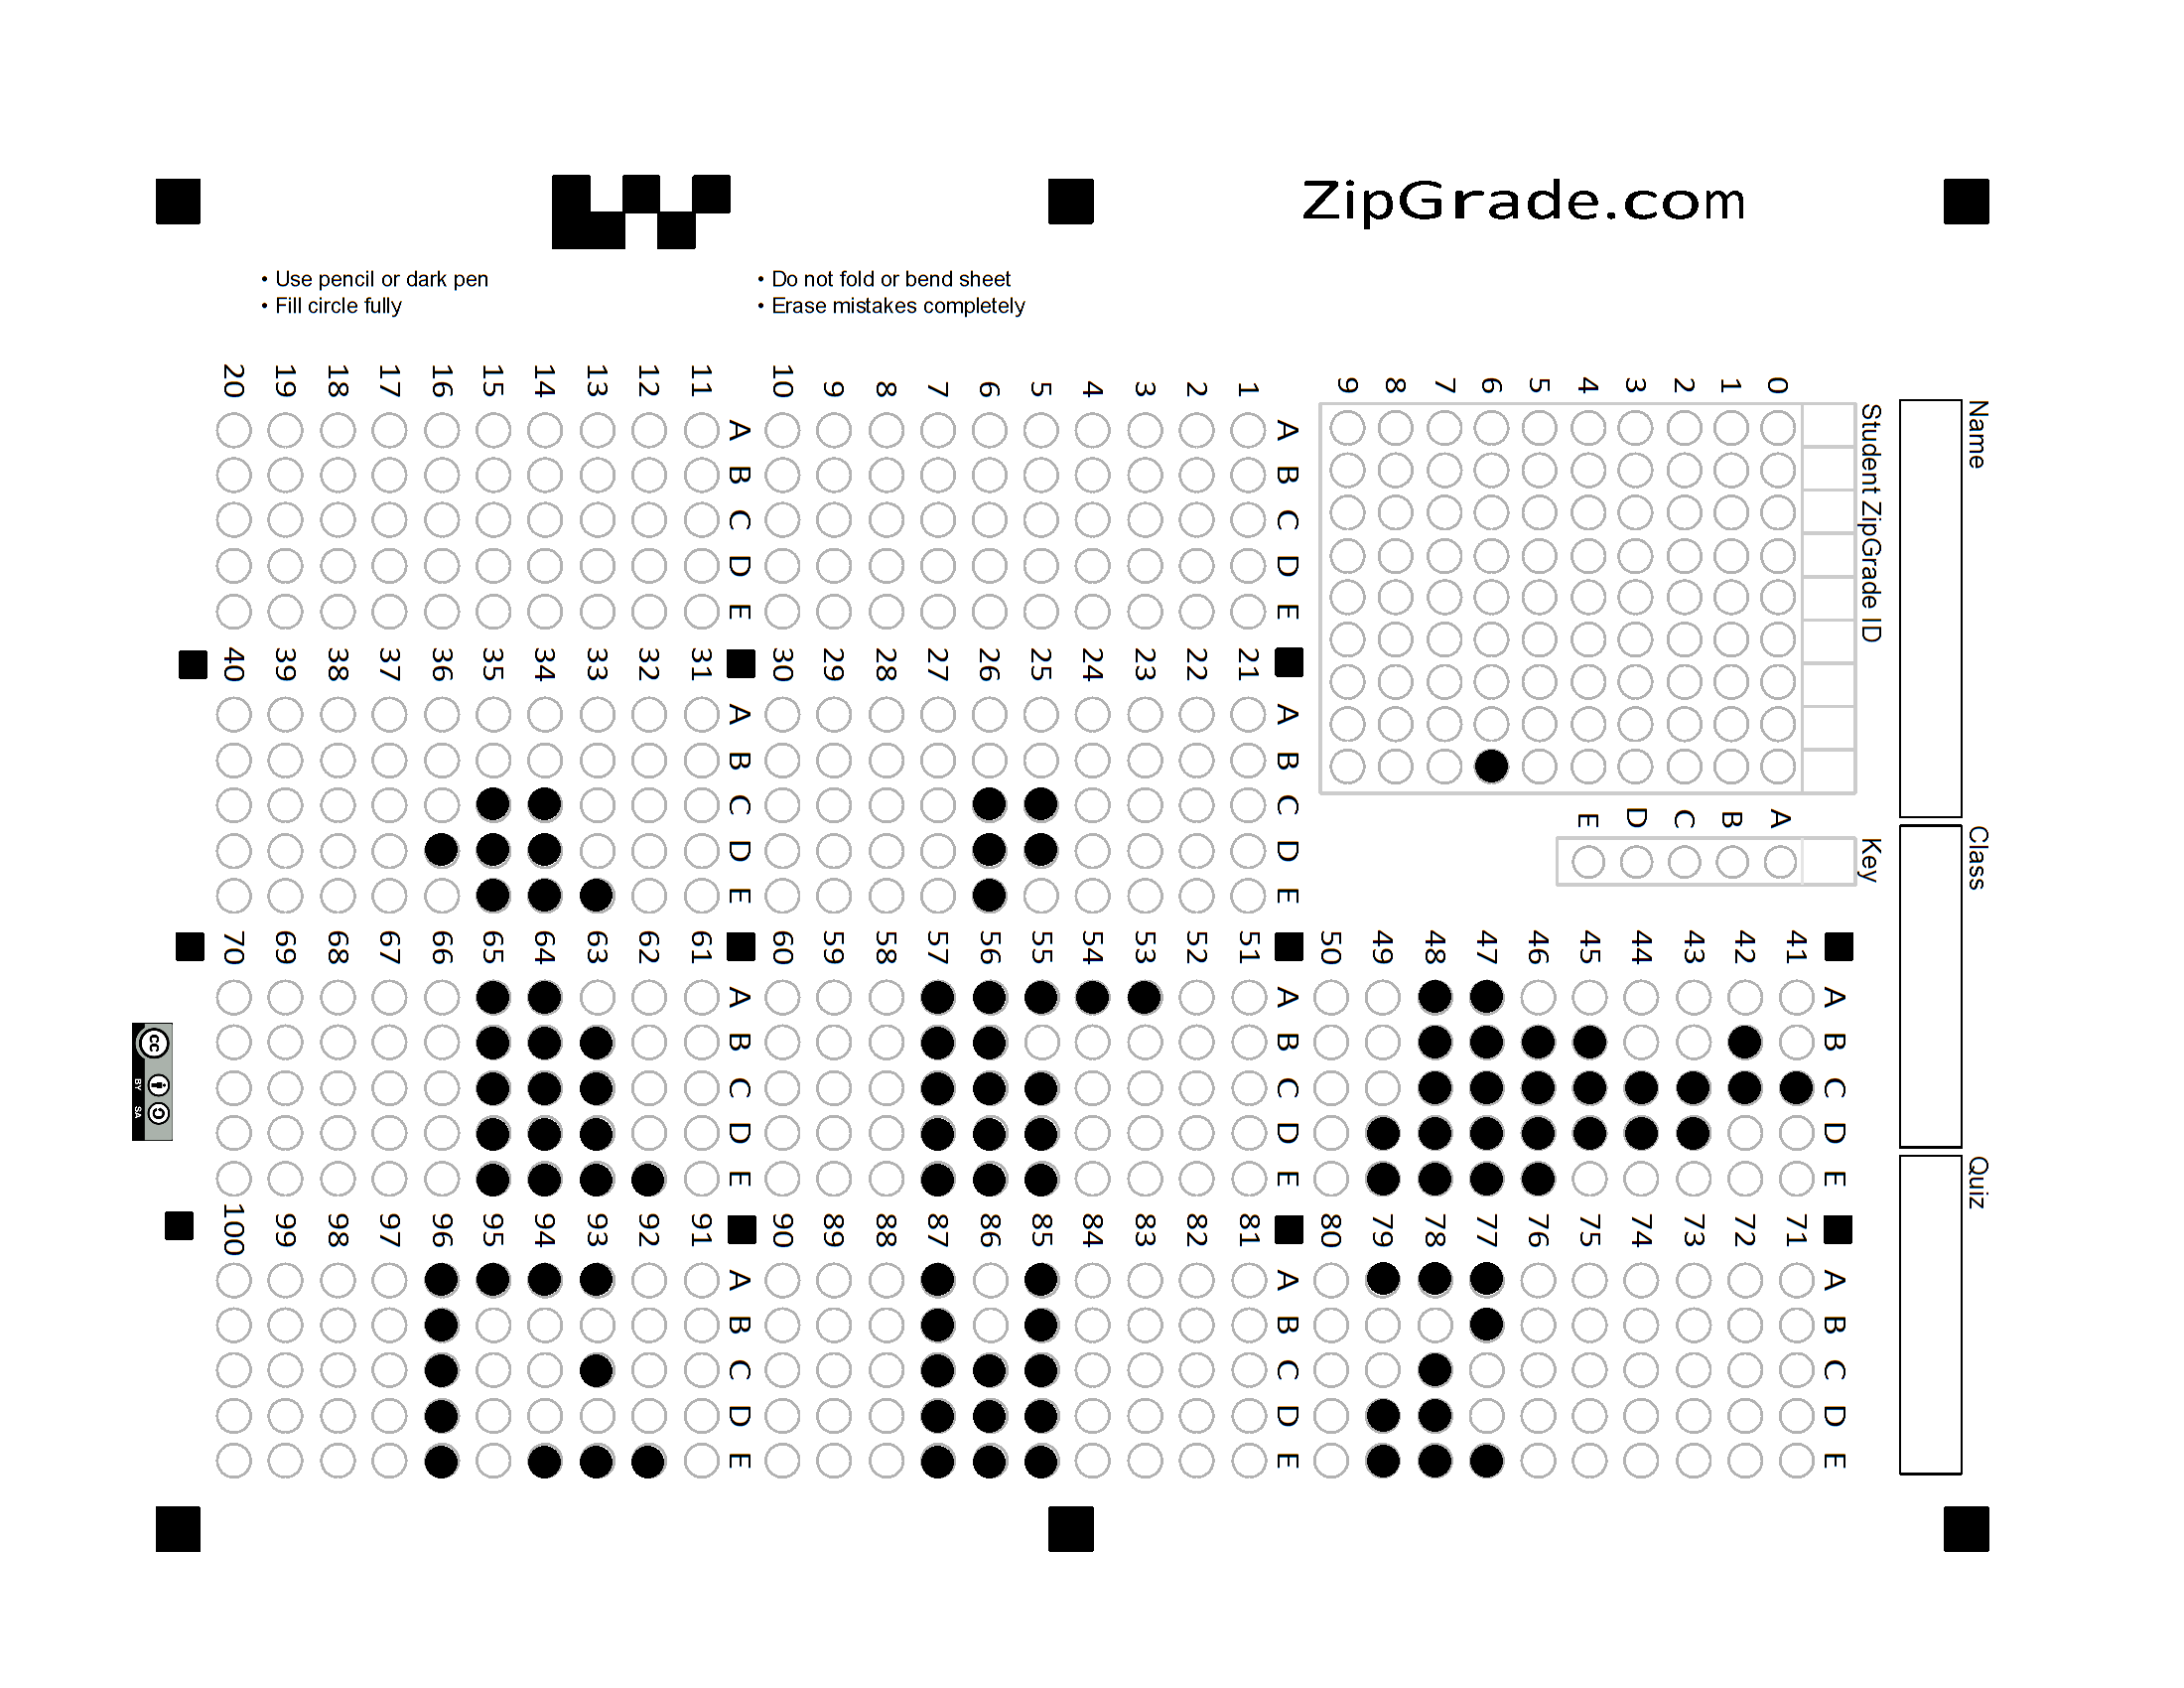 ZipGrade.com
• Use pencil or dark pen
• Fill circle fully
• Do not fold or bend sheet
• Erase mistakes completely
Name
Class
Quiz
Student ZipGrade ID
0 1 2 3 4 5 6 7 8 9
Key
A B C D E
1 2 3 4 5 6 7 8 9 10
A B C D E
11 12 13 14 15 16 17 18 19 20
A B C D E
21 22 23 24 25 26 27 28 29 30
A B C D E
31 32 33 34 35 36 37 38 39 40
A B C D E
41 42 43 44 45 46 47 48 49 50
A B C D E
51 52 53 54 55 56 57 58 59 60
A B C D E
61 62 63 64 65 66 67 68 69 70
A B C D E
71 72 73 74 75 76 77 78 79 80
A B C D E
81 82 83 84 85 86 87 88 89 90
A B C D E
91 92 93 94 95 96 97 98 99 100
A B C D E
cc
BY SA